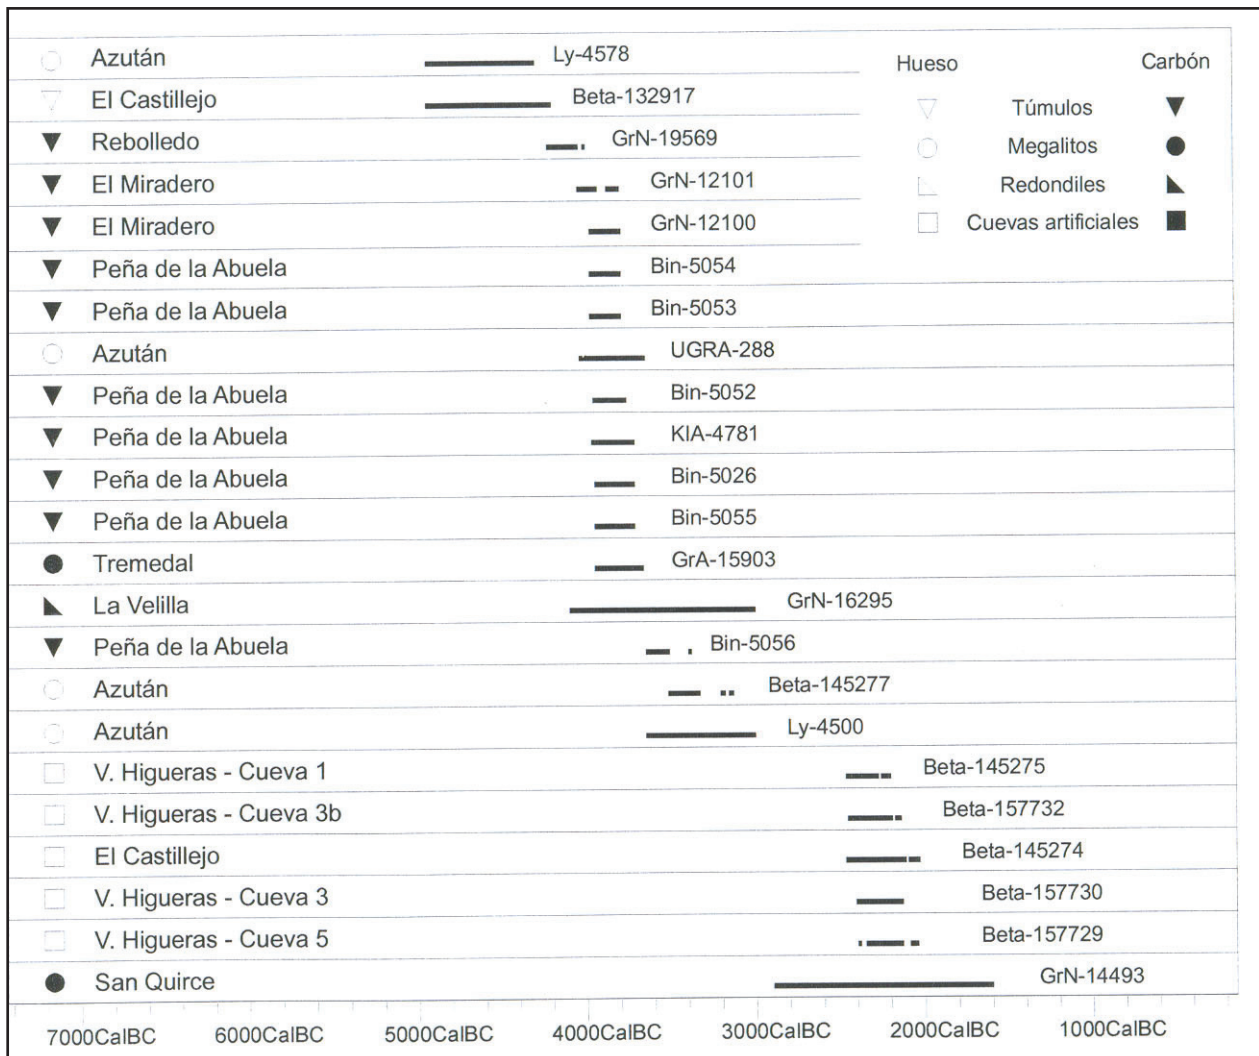 Azután Ly-4578
El Castillejo Beta-132917
Rebolledo GrN-19569
El Miradero GrN-12101
El Miradero GrN-12100
Peña de la Abuela Bin-5054
Peña de la Abuela Bin-5053
Azután UGRA-288
Peña de la Abuela Bin-5052
Peña de la Abuela KIA-4781
Peña de la Abuela Bin-5026
Peña de la Abuela Bin-5055
Tremedal GrA-15903
La Velilla GrN-16295
Peña de la Abuela Bin-5056
Azután Beta-145277
Azután Ly-4500
V. Higueras - Cueva 1 Beta-145275
V. Higueras - Cueva 3b Beta-157732
El Castillejo Beta-145274
V. Higueras - Cueva 3 Beta-157730
V. Higueras - Cueva 5 Beta-157729
San Quirce GrN-14493
Hueso Carbón
Túmulos
Megalitos
Redondiles
Cuevas artificiales
7000CalBC 6000CalBC 5000CalBC 4000CalBC 3000CalBC 2000CalBC 1000CalBC